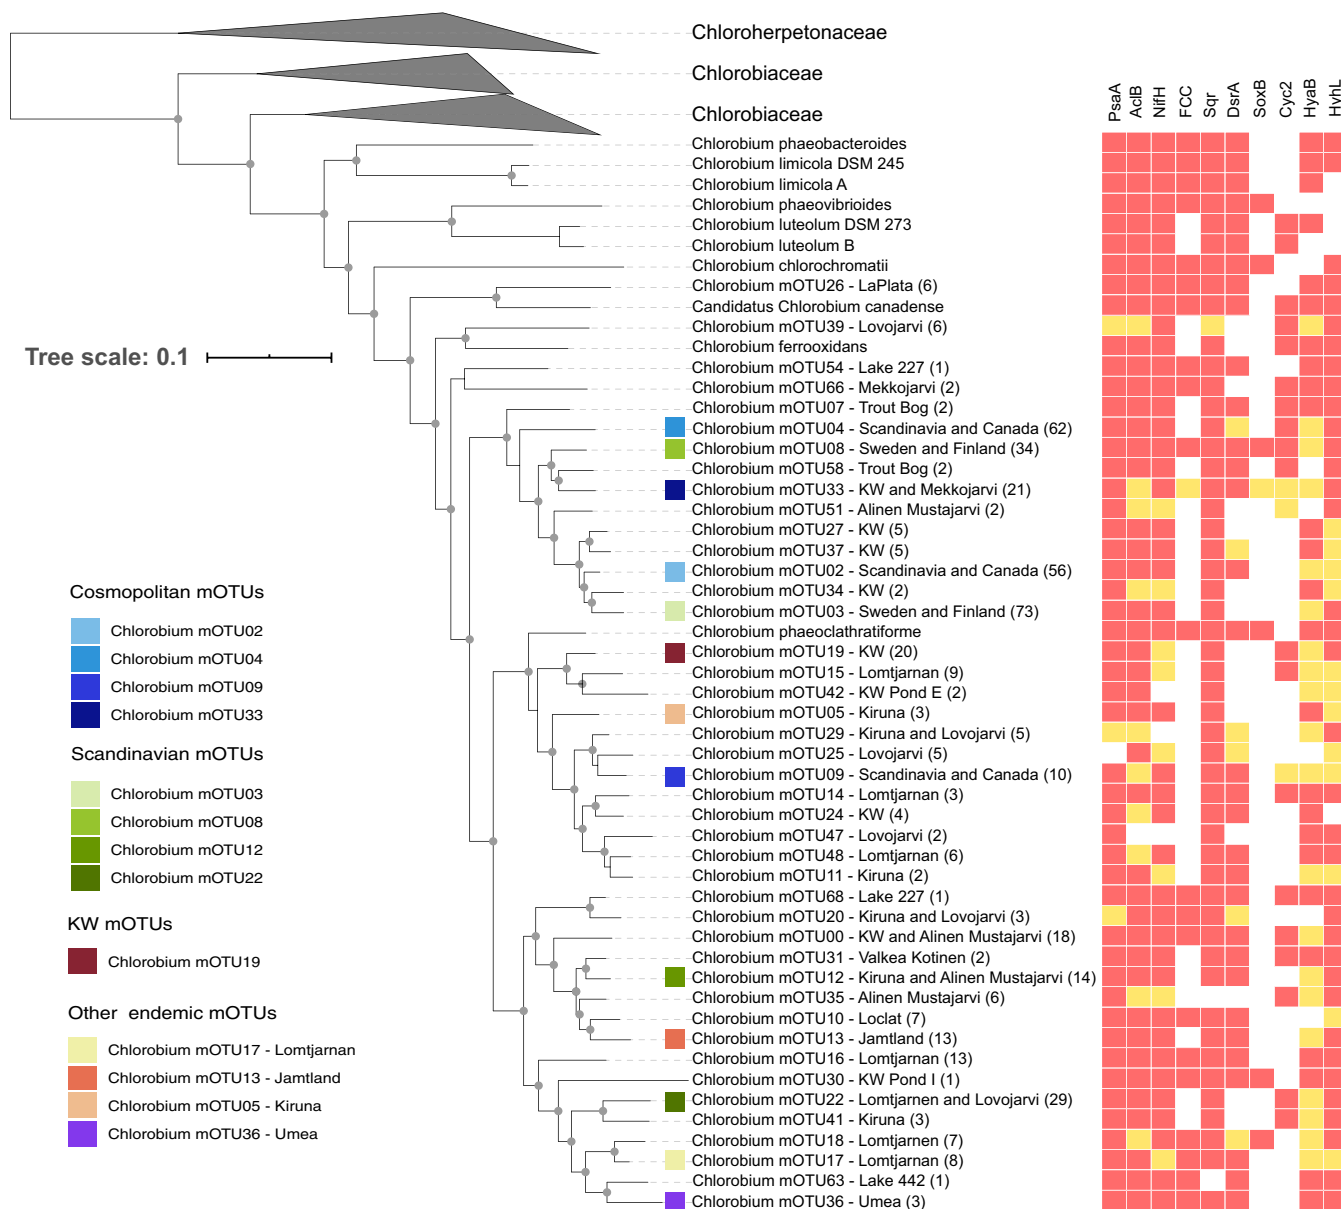 Chloroherpetonaceae
Chlorobiaceae
Chlorobiaceae
PsaA AclB NifH FCC Sqr DsrA SoxB Cyc2 HyaB HvhL
Chlorobium phaeobacteroides
Chlorobium limicola DSM 245
Chlorobium limicola A
Chlorobium phaeovibrioides
Chlorobium luteolum DSM 273
Chlorobium luteolum B
Chlorobium chlorochromatii
Chlorobium mOTU26 - LaPlata (6)
Candidatus Chlorobium canadense
Chlorobium mOTU39 - Lovojarvi (6)
Chlorobium ferrooxidans
Tree scale: 0.1
Chlorobium mOTU54 - Lake 227 (1)
Chlorobium mOTU66 - Mekkojarvi (2)
Chlorobium mOTU07 - Trout Bog (2)
Chlorobium mOTU04 - Scandinavia and Canada (62)
Chlorobium mOTU08 - Sweden and Finland (34)
Chlorobium mOTU58 - Trout Bog (2)
Chlorobium mOTU33 - KW and Mekkojarvi (21)
Chlorobium mOTU51 - Alinen Mustajarvi (2)
Chlorobium mOTU27 - KW (5)
Chlorobium mOTU37 - KW (5)
Chlorobium mOTU02 - Scandinavia and Canada (56)
Chlorobium mOTU34 - KW (2)
Chlorobium mOTU03 - Sweden and Finland (73)
Chlorobium phaeoclathratiforme
Chlorobium mOTU19 - KW (20)
Chlorobium mOTU15 - Lomtjarnan (9)
Chlorobium mOTU42 - KW Pond E (2)
Chlorobium mOTU05 - Kiruna (3)
Chlorobium mOTU29 - Kiruna and Lovojarvi (5)
Chlorobium mOTU25 - Lovojarvi (5)
Chlorobium mOTU09 - Scandinavia and Canada (10)
Chlorobium mOTU14 - Lomtjarnan (3)
Chlorobium mOTU24 - KW (4)
Chlorobium mOTU47 - Lovojarvi (2)
Chlorobium mOTU48 - Lomtjarnan (6)
Chlorobium mOTU11 - Kiruna (2)
Chlorobium mOTU68 - Lake 227 (1)
Chlorobium mOTU20 - Kiruna and Lovojarvi (3)
Chlorobium mOTU00 - KW and Alinen Mustajarvi (18)
Chlorobium mOTU31 - Valkea Kotinen (2)
Chlorobium mOTU12 - Kiruna and Alinen Mustajarvi (14)
Chlorobium mOTU35 - Alinen Mustajarvi (6)
Chlorobium mOTU10 - Loclat (7)
Chlorobium mOTU13 - Jamtland (13)
Chlorobium mOTU16 - Lomtjarnan (13)
Chlorobium mOTU30 - KW Pond I (1)
Chlorobium mOTU22 - Lomtjarnen and Lovojarvi (29)
Chlorobium mOTU41 - Kiruna (3)
Chlorobium mOTU18 - Lomtjarnen (7)
Chlorobium mOTU17 - Lomtjarnan (8)
Chlorobium mOTU63 - Lake 442 (1)
Chlorobium mOTU36 - Umea (3)
Cosmopolitan mOTUs
Chlorobium mOTU02
Chlorobium mOTU04
Chlorobium mOTU09
Chlorobium mOTU33
Scandinavian mOTUs
Chlorobium mOTU03
Chlorobium mOTU08
Chlorobium mOTU12
Chlorobium mOTU22
KW mOTUs
Chlorobium mOTU19
Other endemic mOTUs
Chlorobium mOTU17 - Lomtjarnan
Chlorobium mOTU13 - Jamtland
Chlorobium mOTU05 - Kiruna
Chlorobium mOTU36 - Umea